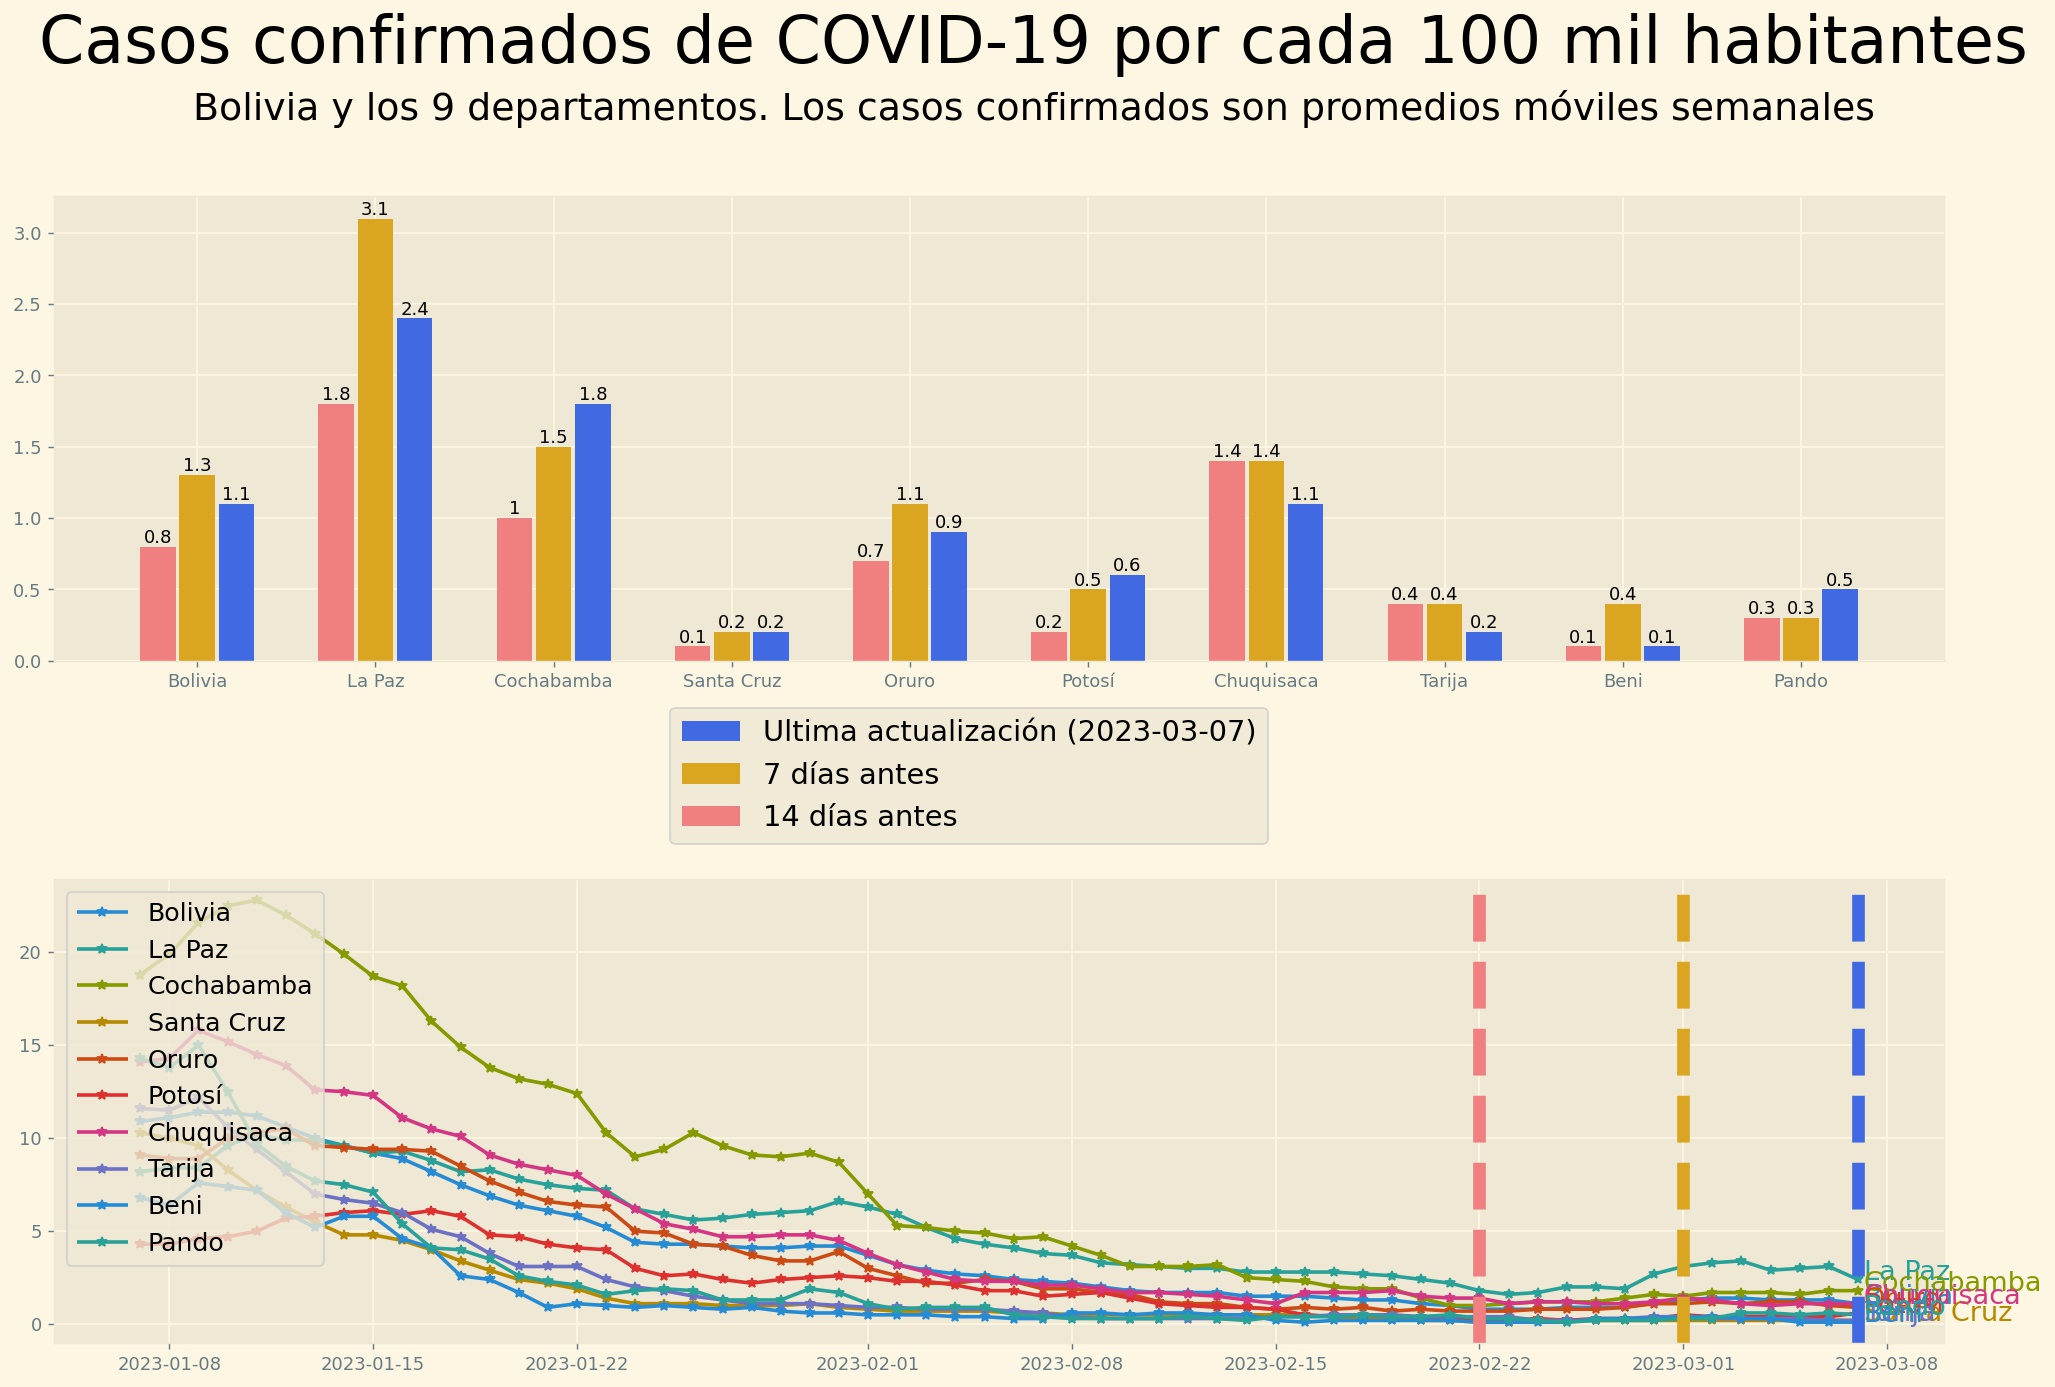 Casos confirmados de COVID-19 por cada 100 mil habitantes
Bolivia y los 9 departamentos. Los casos confirmados son promedios móviles semanales
3.0
2.5
2.0
1.5
1.0
0.5
0.0
0.8 1.3 1.1
1.8 3.1 2.4
1 1.5 1.8
0.1 0.2 0.2
0.7 1.1 0.9
0.2 0.5 0.6
1.4 1.4 1.1
0.4 0.4 0.2
0.1 0.4 0.1
0.3 0.3 0.5
Bolivia La Paz Cochabamba Santa Cruz Oruro Potosí Chuquisaca Tarija Beni Pando
Ultima actualización (2023-03-07)
7 días antes
14 días antes
20
15
10
5
0
Bolivia
La Paz
Cochabamba
Santa Cruz
Oruro
Potosí
Chuquisaca
Tarija
Beni
Pando
La Paz
Cochabamba
Chuquisaca
Cruz
2023-01-08 2023-01-15 2023-01-22 2023-02-01 2023-02-08 2023-02-15 2023-02-22 2023-03-01 2023-03-08